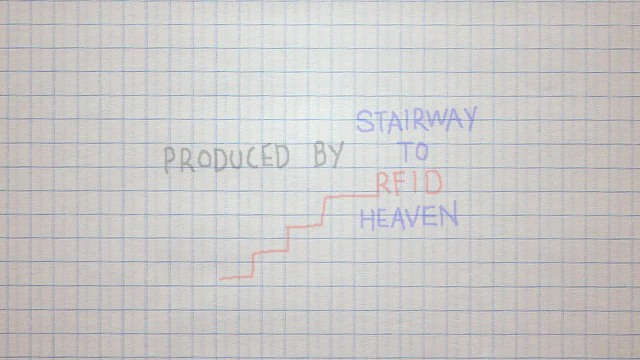 PRODUCED BY
STAIRWAY
TO
RFID
HEAVEN